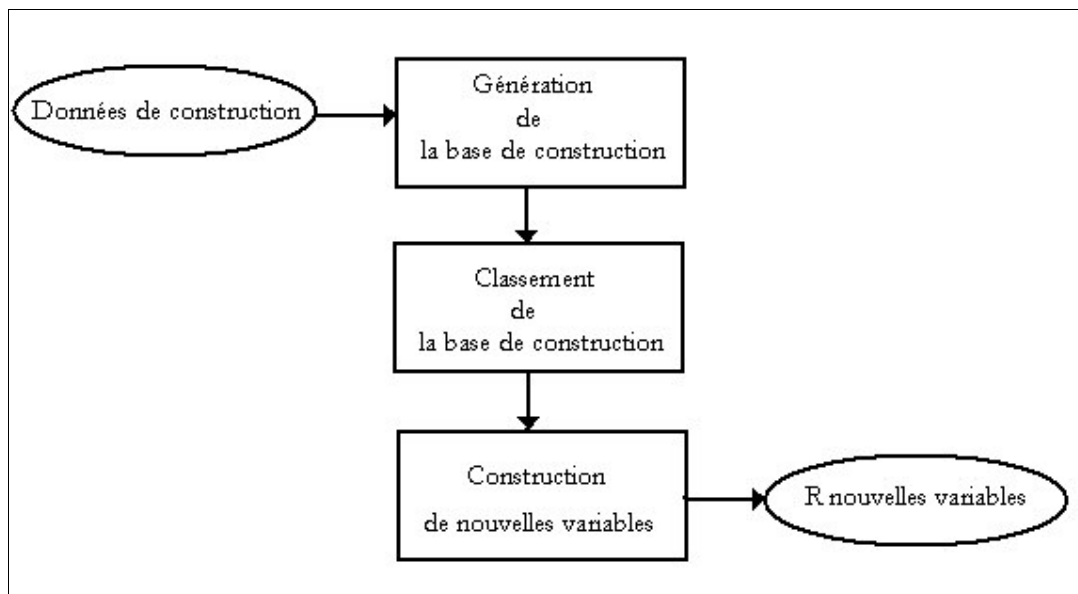 Données de construction
Génération
de
la base de construction
Classement
de
la base de construction
Construction
de nouvelles variables
R nouvelles variables